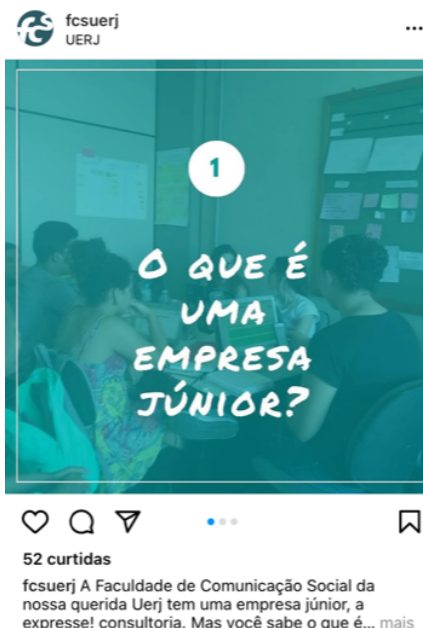 fcs
fcsuerj
UERJ
1
O QUE É
UMA
EMPRESA
JÚNIOR?
52 curtidas
fcsuerj A Faculdade de Comunicação Social da
nossa querida Uerj tem uma empresa júnior, a
expresse! consultoria. Mas você sabe o que é... mais